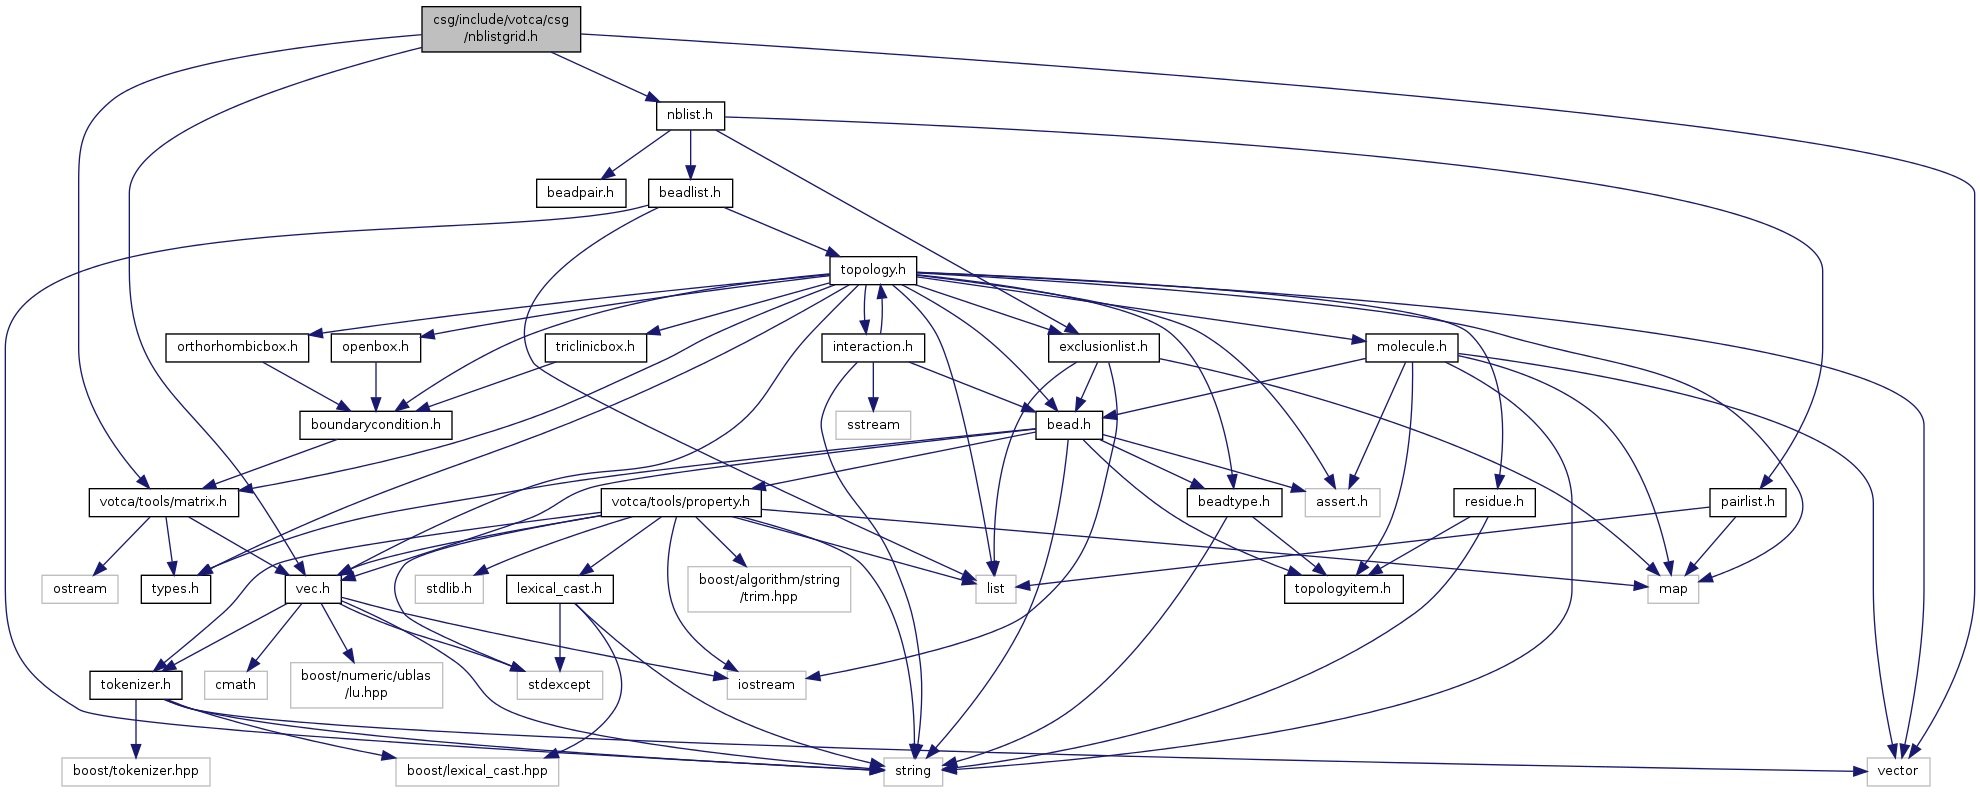 csg/include/votca/csg
/nblistgrid.h
nblist.h
beadpair.h
beadlist.h
topology.h
orthorhombicbox.h
openbox.h
triclinicbox.h
interaction.h
exclusionlist.h
molecule.h
boundarycondition.h
sstream
bead.h
votca/tools/matrix.h
votca/tools/property.h
beadtype.h
assert.h
residue.h
pairlist.h
ostream
types.h
vec.h
stdlib.h
lexical_cast.h
boost/algorithm/string
/trim.hpp
list
topologyitem.h
map
tokenizer.h
cmath
boost/numeric/ublas
/lu.hpp
stdexcept
iostream
boost/tokenizer.hpp
boost/lexical_cast.hpp
string
vector